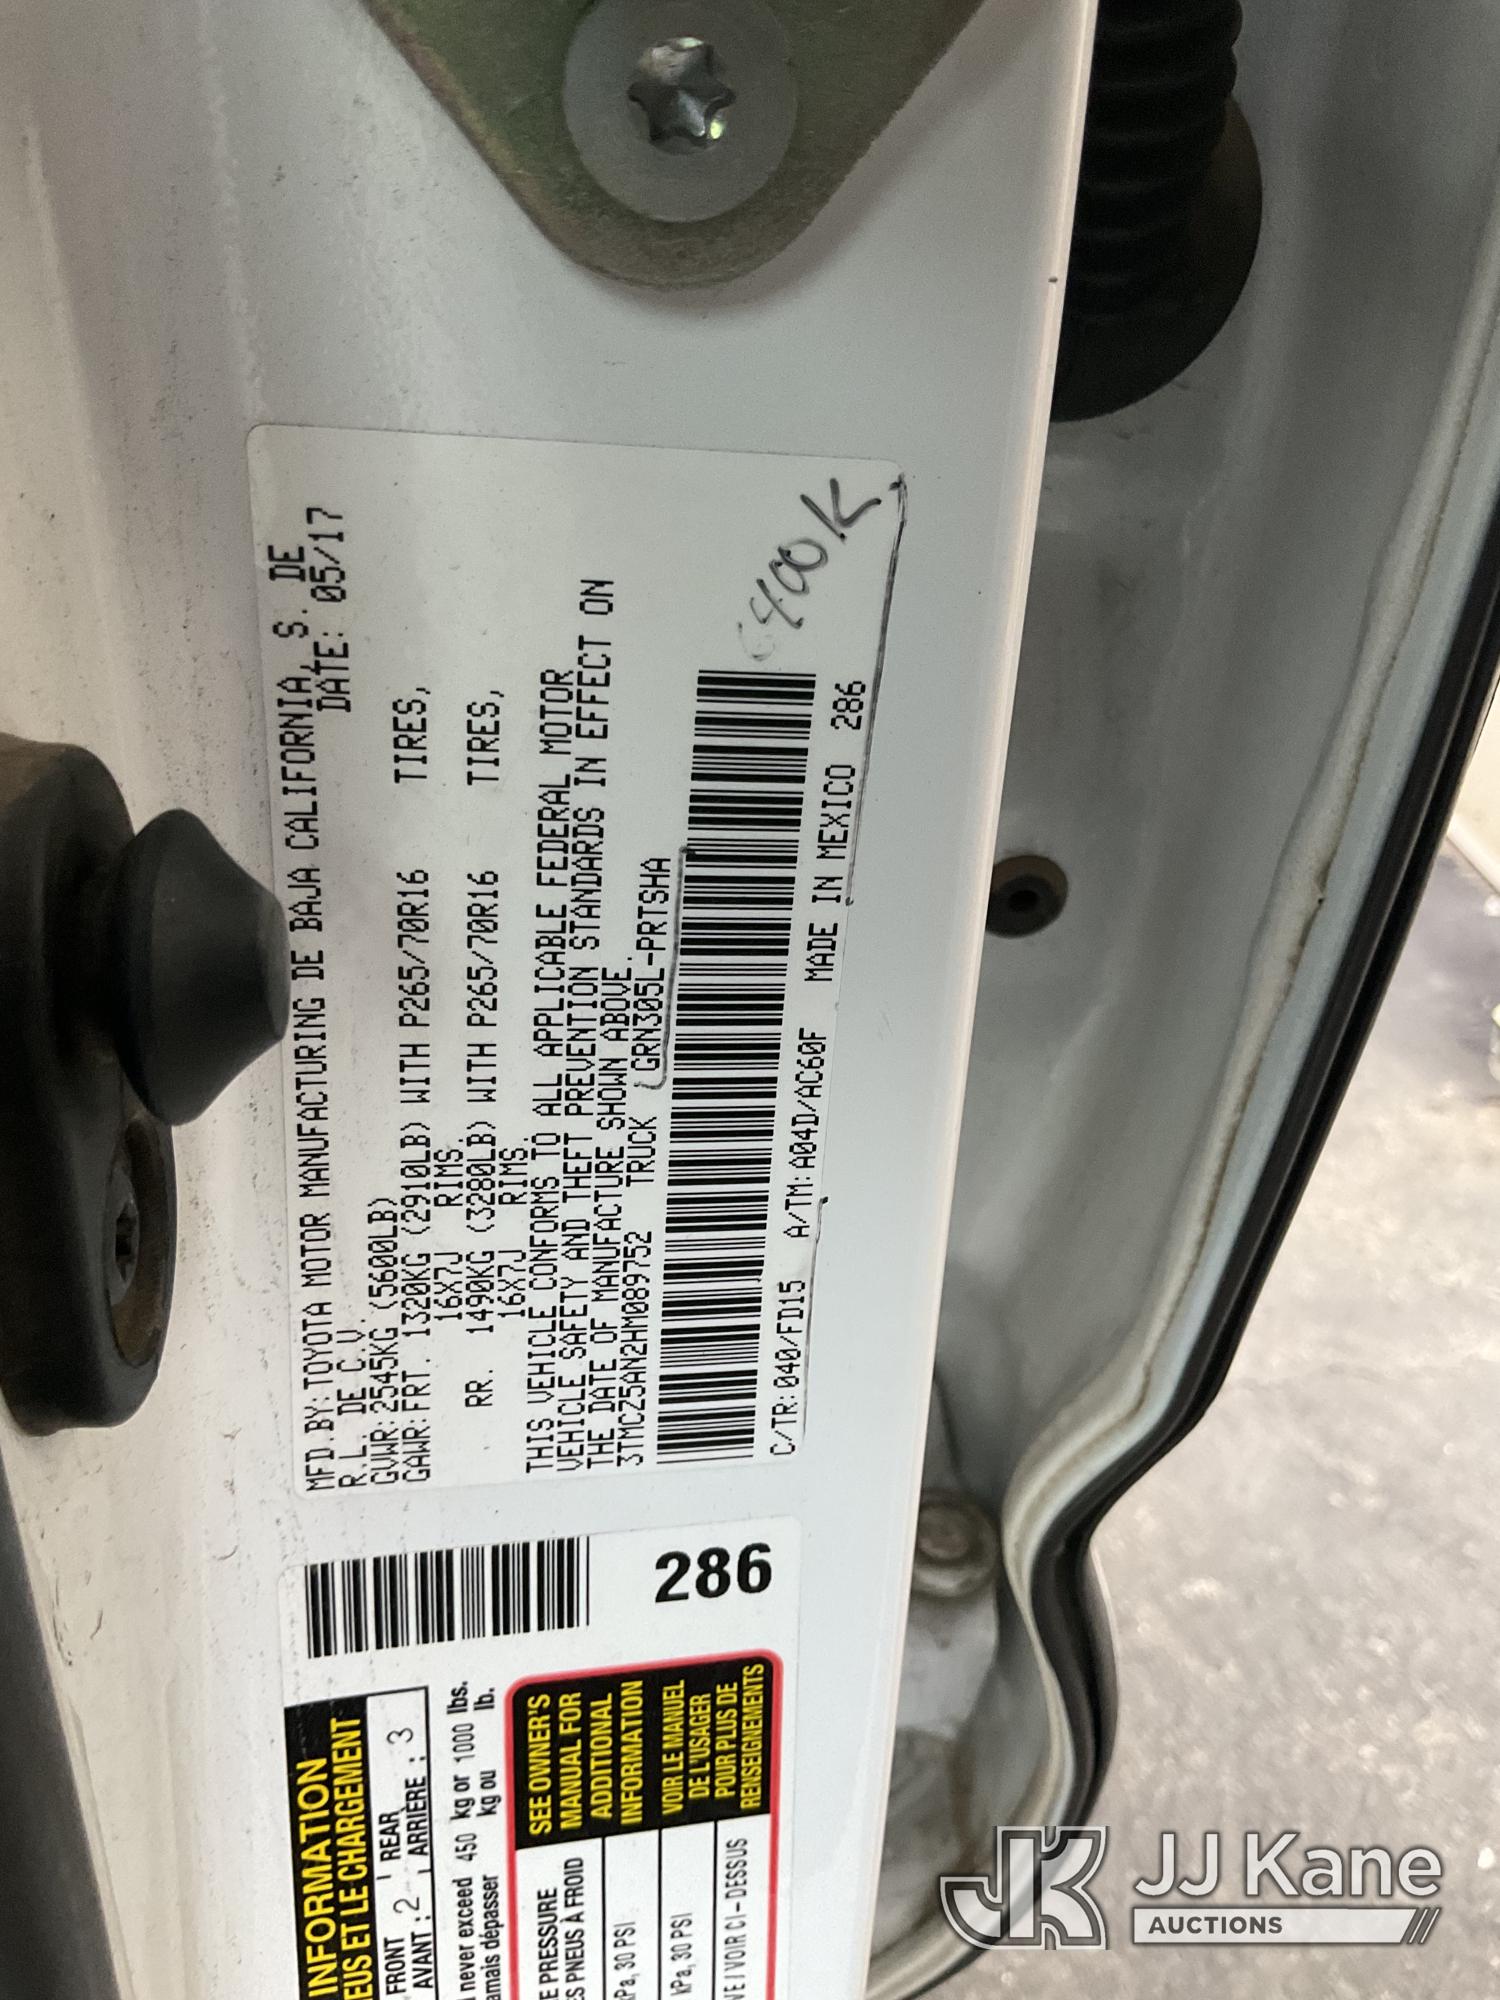 MFD.BY:TOYOTA MOTOR MANUFACTURING DE BAJA CALIFORNIA, S. DE
R.L. DE C.V. DATE: 05/17
GVWR:2545KG (5600LB)
GAWR:FRT. 1320KG (2910LB) WITH P265/70R16 TIRES,
16X7J RIMS.
RR. 1490KG (3280LB) WITH P265/70R16 TIRES,
16X7J RIMS.
THIS VEHICLE CONFORMS TO ALL APPLICABLE FEDERAL MOTOR
VEHICLE SAFETY AND THEFT PREVENTION STANDARDS IN EFFECT ON
THE DATE OF MANUFACTURE SHOWN ABOVE.
3TMCZ5AN2HM089752 TRUCK GRN305L-PRTSHA
400K
C/TR:040/FD15 A/TM:A04D/AC60F MADE IN MEXICO 286
286
INFORMATION
ET LE CHARGEMENT
FRONT REAR
AVANT : 2 ARRIÈRE : 3
never exceed 450 kg or 1000 lbs.
jamais dépasser kg ou lb.
SEE OWNER'S
MANUAL FOR
ADDITIONAL
INFORMATION
VOIR LE MANUEL
DE L'USAGER
POUR PLUS DE
RENSEIGNEMENTS
PRESSURE
PNEUS À FROID
kPa, 30 PSI
kPa, 30 PSI
VOIR CI-DESSUS
JK JJ Kane
AUCTIONS